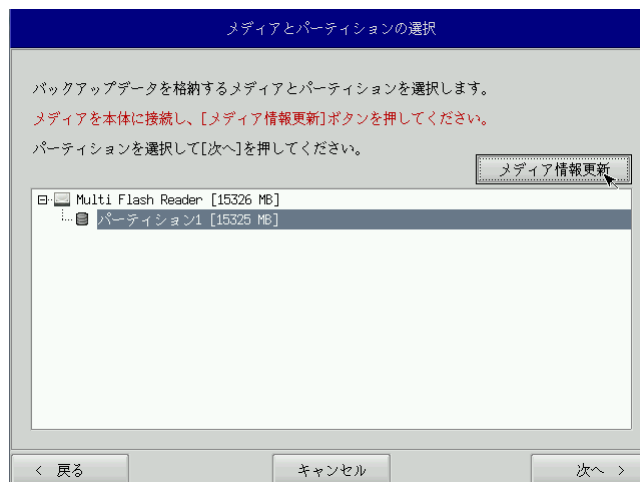 メディアとパーティションの選択
バックアップデータを格納するメディアとパーティションを選択します。
メディアを本体に接続し、[メディア情報更新]ボタンを押してください。
パーティションを選択して[次へ]を押してください。
メディア情報更新
Multi Flash Reader [15326 MB]
パーティション1 [15325 MB]
< 戻る
キャンセル
次へ >